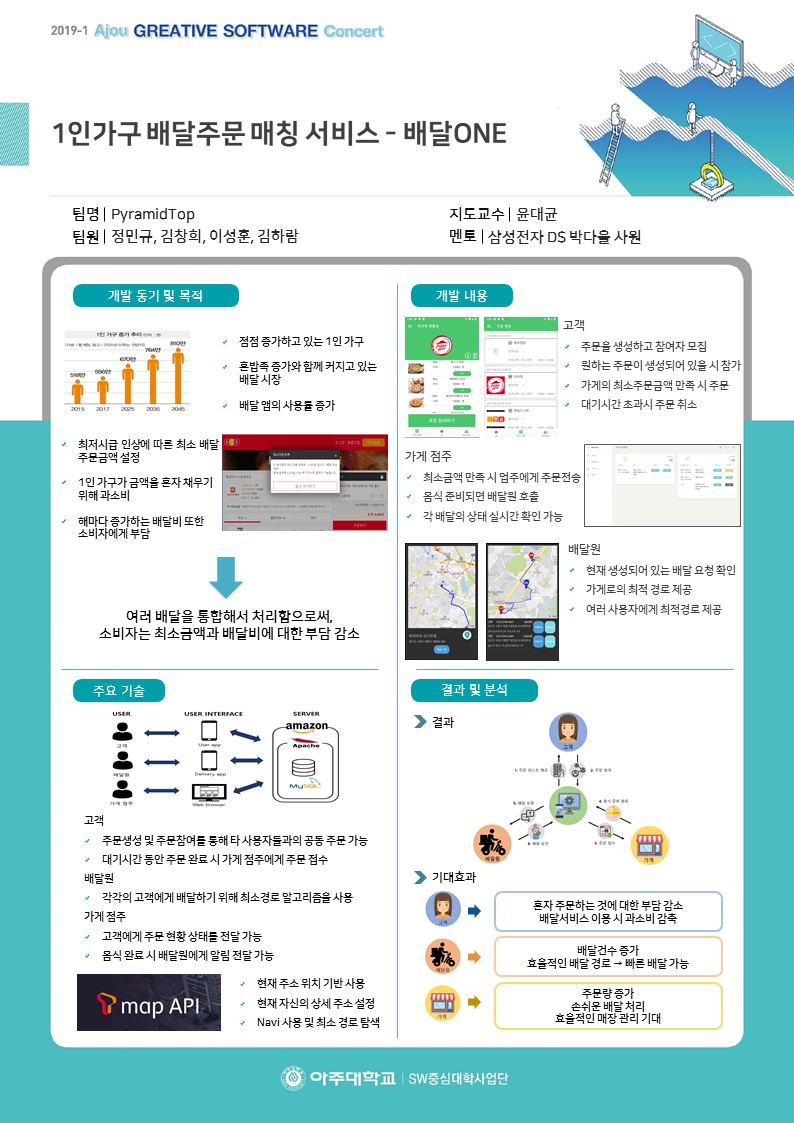 2019-1 Ajou GREATIVE SOFTWARE Concert
1인가구 배달주문 매칭 서비스 - 배달ONE
팀명 | PyramidTop
팀원 | 정민규, 김창희, 이성훈, 김하람
지도교수 | 윤대균
멘토 | 삼성전자 DS 박다을 사원
개발 동기 및 목적
1인 가구 증가 추이
518만
556만
670만
764만
810만
2015 2017 2025 2035 2045
점점 증가하고 있는 1인 가구
혼밥족 증가와 함께 커지고 있는
배달 시장
배달 앱의 사용률 증가
최저시급 인상에 따른 최소 배달
주문금액 설정
1인 가구가 금액을 혼자 채우기
위해 과소비
해마다 증가하는 배달비 또한
소비자에게 부담
여러 배달을 통합해서 처리함으로써,
소비자는 최소금액과 배달비에 대한 부담 감소
개발 내용
고객
주문을 생성하고 참여자 모집
원하는 주문이 생성되어 있을 시 참가
가게의 최소주문금액 만족 시 주문
대기시간 초과시 주문 취소
가게 점주
최소금액 만족 시 업주에게 주문전송
음식 준비되면 배달원 호출
각 배달의 상태 실시간 확인 가능
배달원
현재 생성되어 있는 배달 요청 확인
가게로의 최적 경로 제공
여러 사용자에게 최적경로 제공
주요 기술
USER USER INTERFACE SERVER
고객
User app
배달원
Delivery app
가게 점주
Web browser
amazon
Apache
MySQL
고객
주문생성 및 주문참여를 통해 타 사용자들과의 공동 주문 가능
대기시간 동안 주문 완료 시 가게 점주에게 주문 접수
배달원
각각의 고객에게 배달하기 위해 최소경로 알고리즘을 사용
가게 점주
고객에게 주문 현황 상태를 전달 가능
음식 완료 시 배달원에게 알림 전달 가능
map API
현재 주소 위치 기반 사용
현재 자신의 상세 주소 설정
Navi 사용 및 최소 경로 탐색
결과 및 분석
결과
고객
배달원
가게
기대효과
고객
혼자 주문하는 것에 대한 부담 감소
배달서비스 이용 시 과소비 감축
배달원
배달건수 증가
효율적인 배달 경로 → 빠른 배달 가능
가게
주문량 증가
손쉬운 배달 처리
효율적인 매장 관리 기대
아주대학교 | SW중심대학사업단